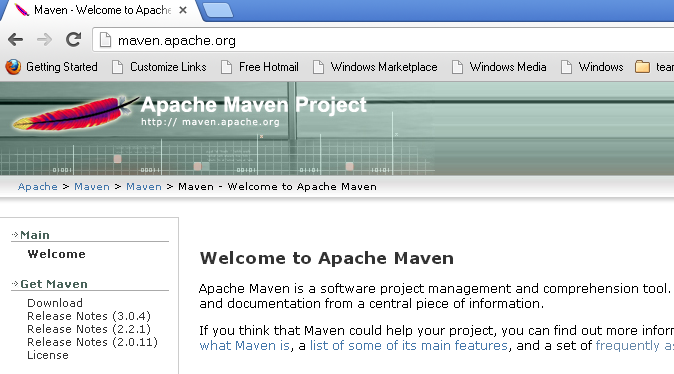 Maven - Welcome to Apache
maven.apache.org
Getting Started Customize Links Free Hotmail Windows Marketplace Windows Media Windows
Apache Maven Project
http:// maven.apache.org
01001 11010 01001 10001
Apache > Maven > Maven > Maven - Welcome to Apache Maven
Main
Welcome
Get Maven
Download
Release Notes (3.0.4)
Release Notes (2.2.1)
Release Notes (2.0.11)
License
Welcome to Apache Maven
Apache Maven is a software project management and comprehension tool.
and documentation from a central piece of information.
If you think that Maven could help your project, you can find out more
what Maven is, a list of some of its main features, and a set of frequently